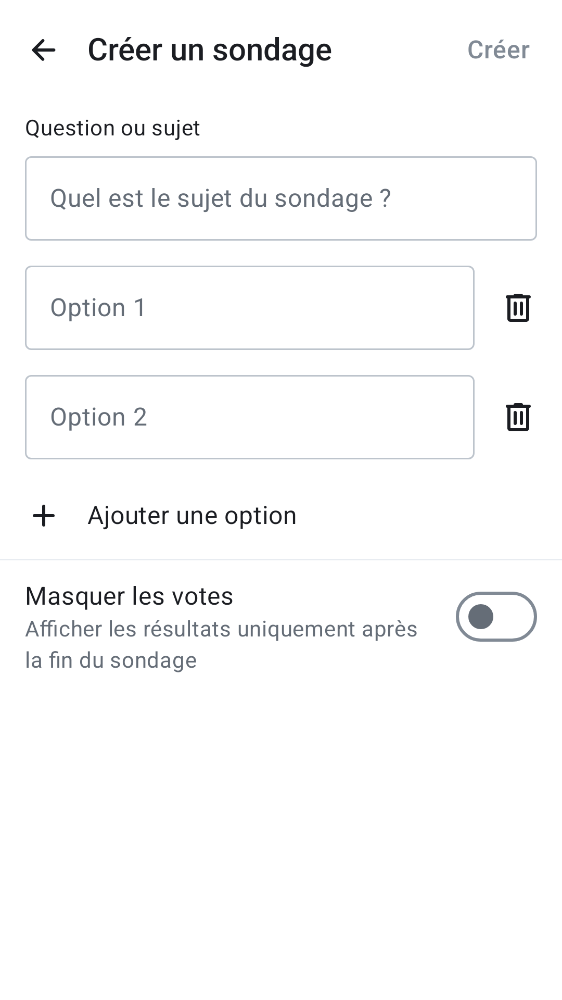 Créer un sondage
Créer
Question ou sujet
Quel est le sujet du sondage ?
Option 1
Option 2
Ajouter une option
Masquer les votes
Afficher les résultats uniquement après
la fin du sondage